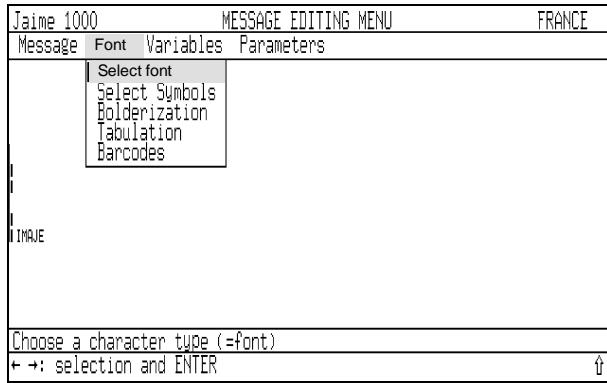 Jaime 1000 MESSAGE EDITING MENU FRANCE
Message Font Variables Parameters
Select font
Select Symbols
Bolderization
Tabulation
Barcodes
IMAJE
Choose a character type (=font)
← →: selection and ENTER ⇧